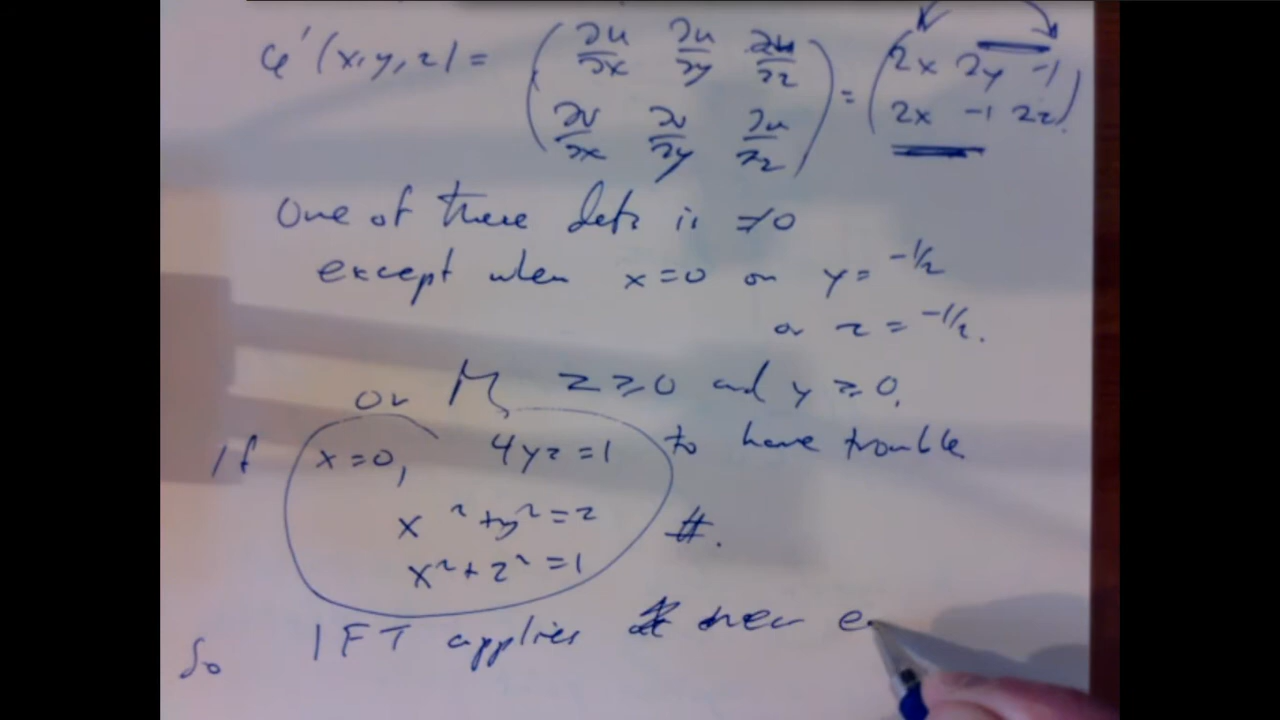 φ'(x,y,z) = ( ∂u/∂x ∂u/∂y ∂u/∂z ) = ( 2x 2y -1 )
( ∂v/∂x ∂v/∂y ∂u/∂z ) ( 2x -1 2z )
One of these dets is ≠0
except when x=0 or y= -1/2
or z = -1/2.
On M z≥0 and y≥0.
If x=0, 4yz=1 to have trouble
x²+y²=z
x²+z²=1 #.
So IFT applies near e